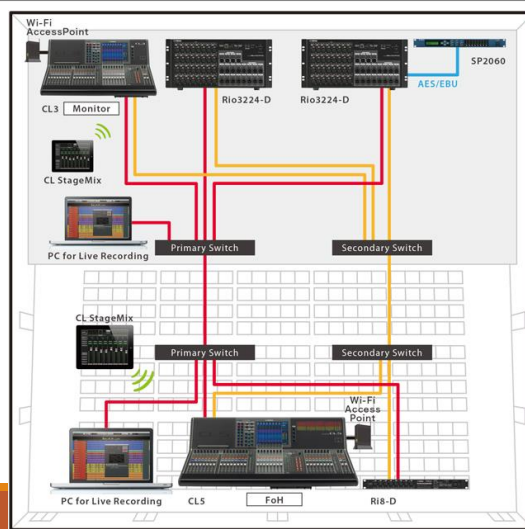 Wi-Fi
AccessPoint
SP2060
Rio3224-D
Rio3224-D
AES/EBU
CL3
Monitor
CL StageMix
PC for Live Recording
Primary Switch
Secondary Switch
CL StageMix
Primary Switch
Secondary Switch
Wi-Fi
Access
Point
PC for Live Recording
CL5
FoH
Ri8-D